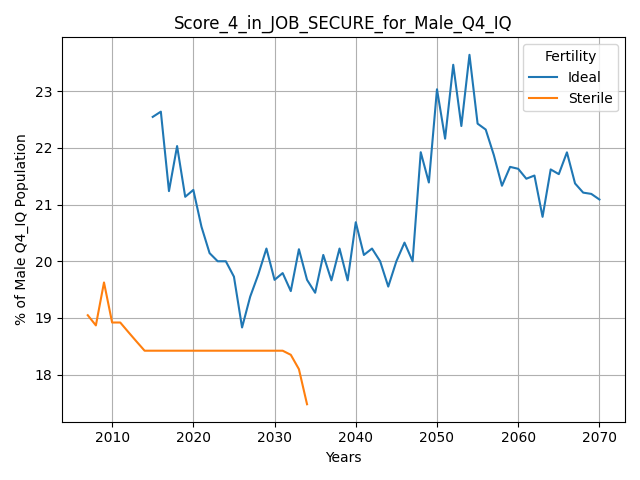 Score_4_in_JOB_SECURE_for_Male_Q4_IQ
% of Male Q4_IQ Population
23
22
21
20
19
18
Fertility
Ideal
Sterile
2010 2020 2030 2040 2050 2060 2070
Years